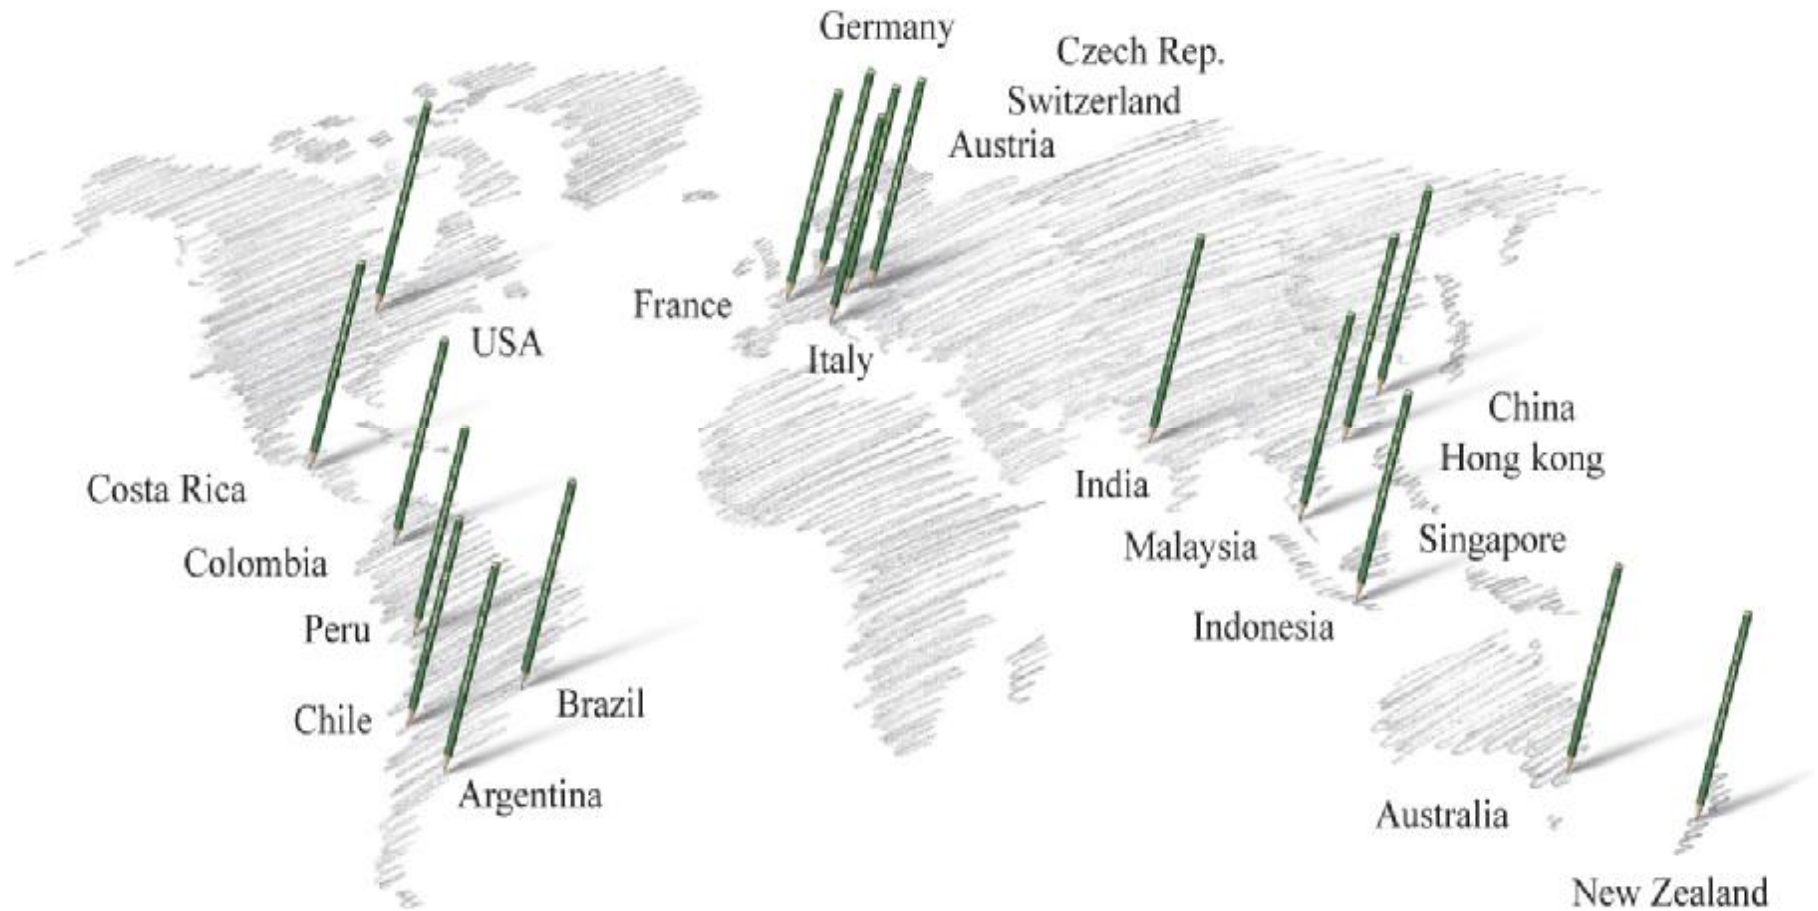 Germany
Czech Rep.
Switzerland
Austria
France
USA
Italy
China
Hong kong
India
Costa Rica
Singapore
Malaysia
Colombia
Indonesia
Peru
Brazil
Chile
Argentina
Australia
New Zealand